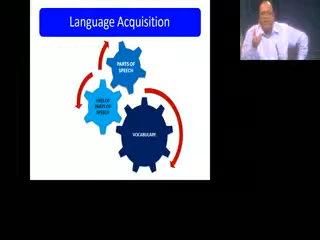 Language Acquisition
PARTS OF
SPEECH
USES OF
PARTS OF
SPEECH
VOCABULARY